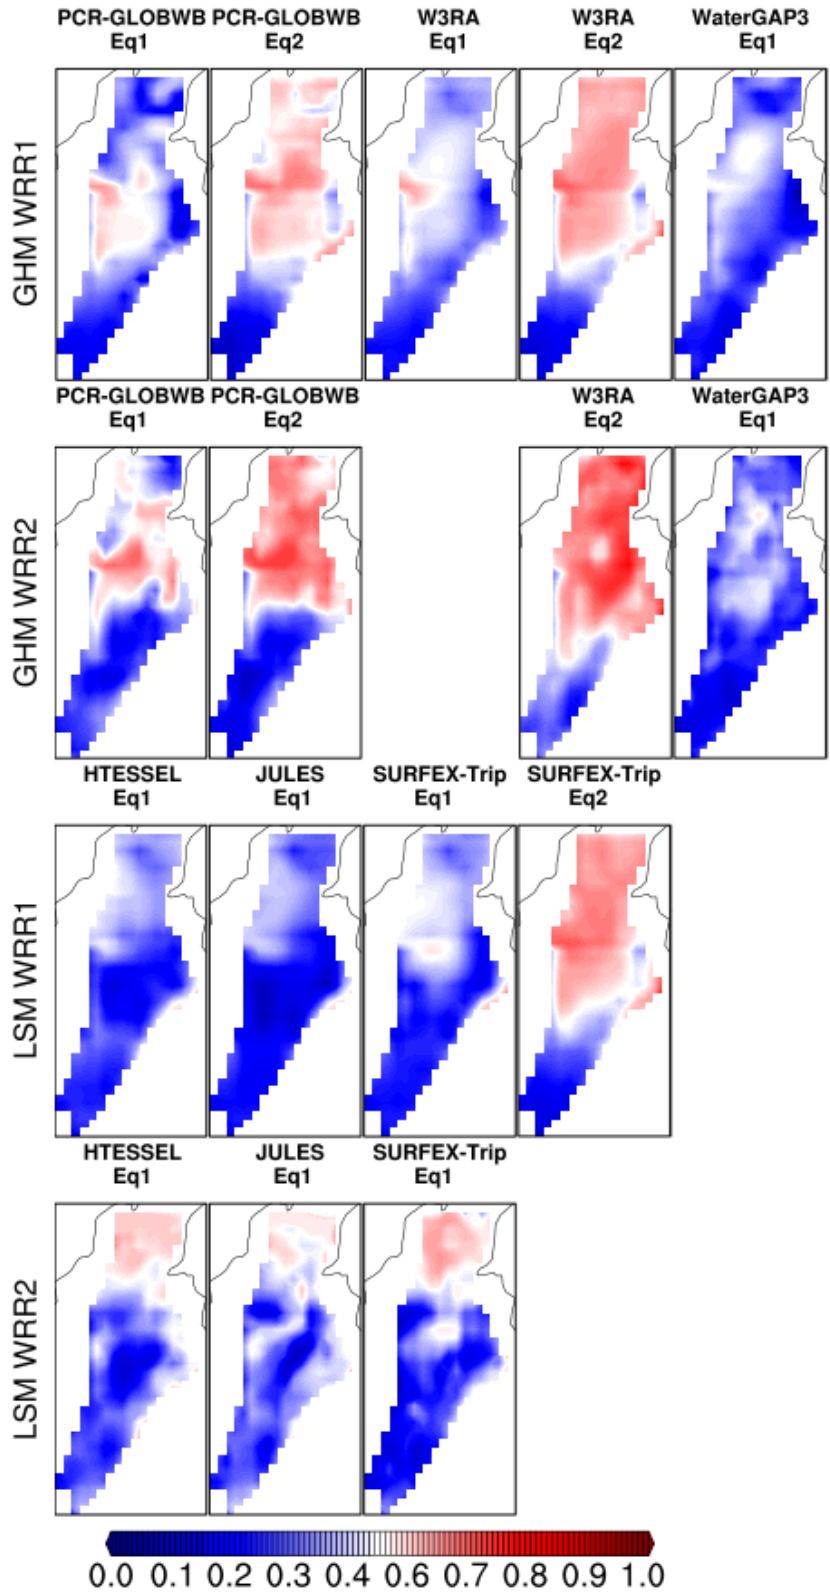 PCR-GLOBWB PCR-GLOBWB W3RA W3RA WaterGAP3
Eq1 Eq2 Eq1 Eq2 Eq1
GHM WRR1
PCR-GLOBWB PCR-GLOBWB W3RA WaterGAP3
Eq1 Eq2 Eq2 Eq1
GHM WRR2
HTESSEL JULES SURFEX-Trip SURFEX-Trip
Eq1 Eq1 Eq1 Eq2
LSM WRR1
HTESSEL JULES SURFEX-Trip
Eq1 Eq1 Eq1
LSM WRR2
0.0 0.1 0.2 0.3 0.4 0.6 0.7 0.8 0.9 1.0